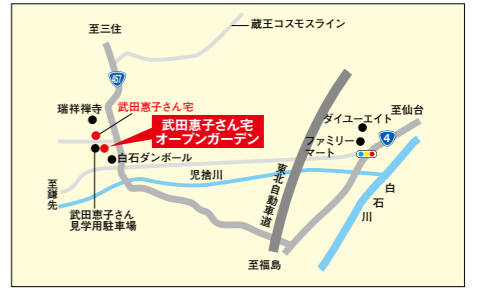 至三住
蔵王コスモスライン
457
瑞祥禅寺
武田恵子さん宅
武田恵子さん宅
オープンガーデン
白石ダンボール
至鎌先
武田恵子さん
見学用駐車場
児捨川
東北自動車道
至福島
ダイユーエイト
至仙台
4
ファミリー
マート
白石川